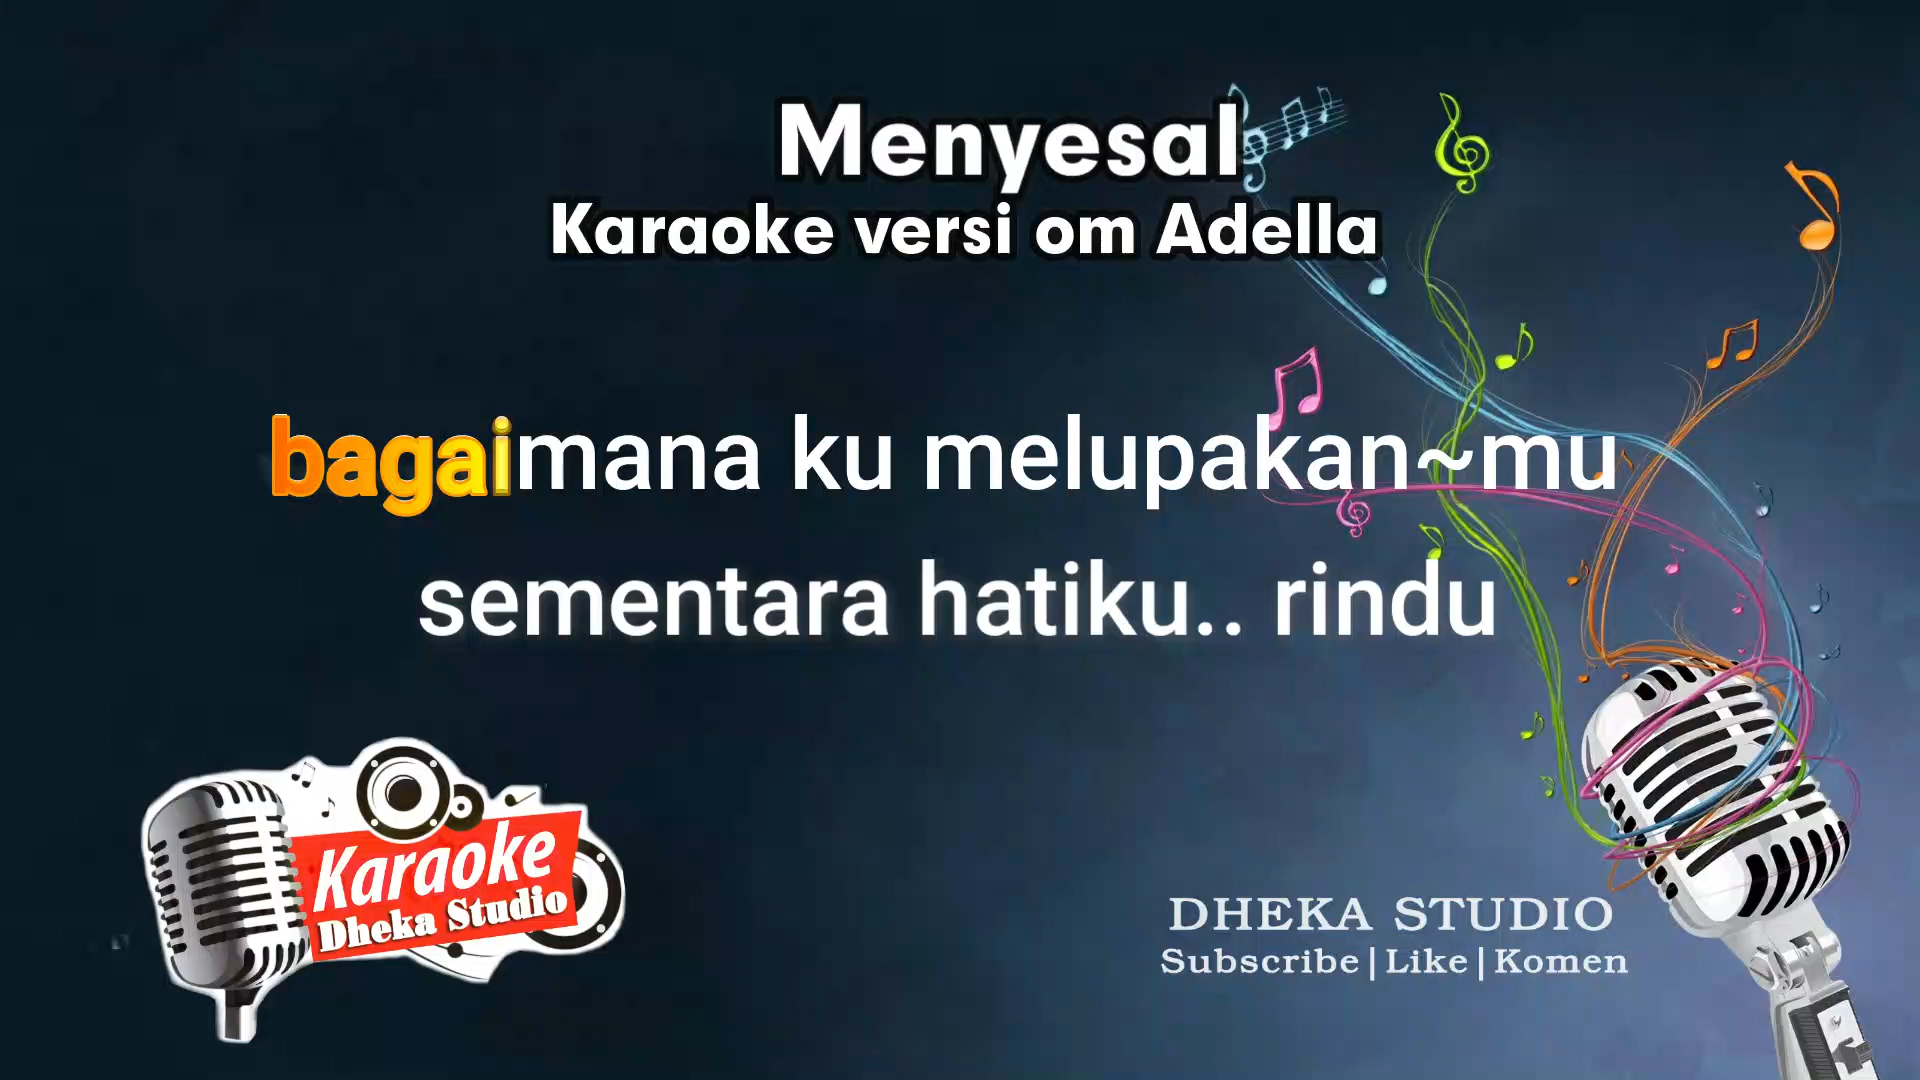 Menyesal
Karaoke versi om Adella
bagaimana ku melupakan~mu
sementara hatiku.. rindu
Karaoke
Dheka Studio
DHEKA STUDIO
Subscribe|Like|Komen